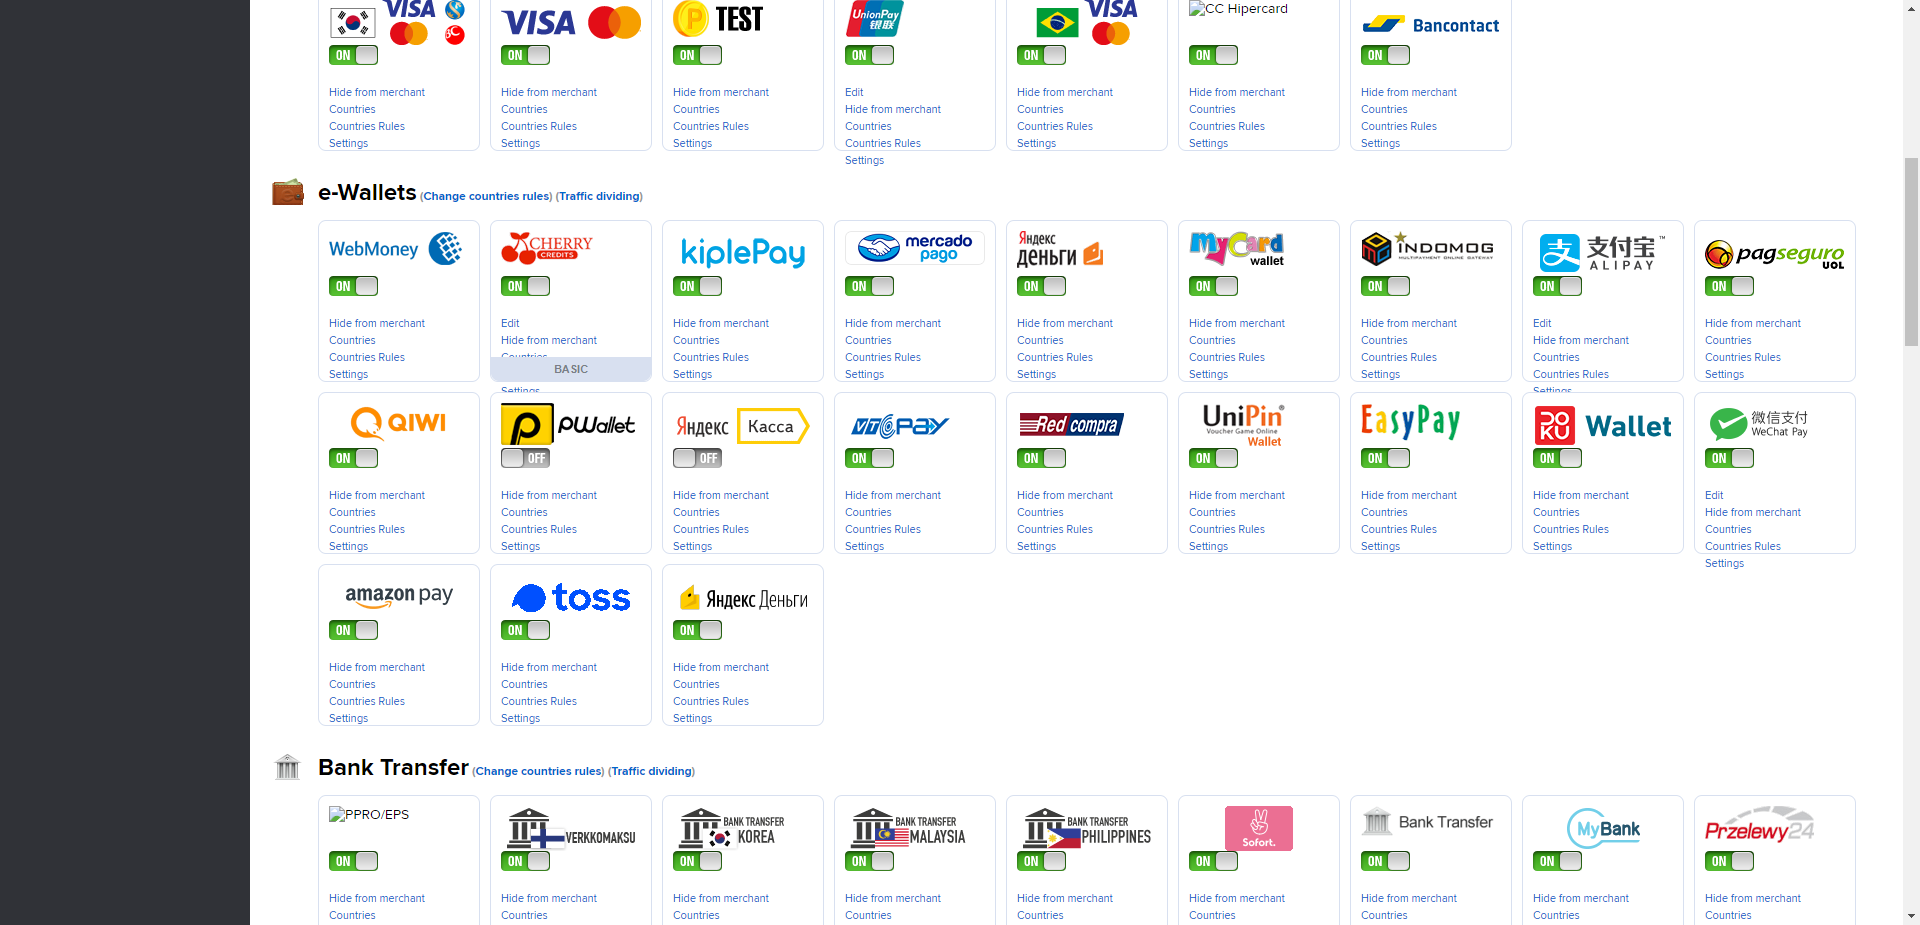 VISA
VISA
P TEST
UnionPay
银联
VISA
CC Hipercard
Bancontact
ON ON ON ON ON ON ON
Hide from merchant Hide from merchant Hide from merchant Edit Hide from merchant Hide from merchant Hide from merchant
Countries Countries Countries Hide from merchant Countries Countries Countries
Countries Rules Countries Rules Countries Rules Countries Countries Rules Countries Rules Countries Rules
Settings Settings Settings Countries Rules Settings Settings Settings
Settings
e-Wallets (Change countries rules) (Traffic dividing)
WebMoney
CHERRY
CREDITS
kiplePay
mercado
pago
Яндекс
деньги
MyCard
wallet
INDOMOG
MULTIPAYMENT ONLINE GATEWAY
支 支付宝™
ALIPAY
pagseguro
UOL
ON ON ON ON ON ON ON ON ON
Hide from merchant Edit Hide from merchant Hide from merchant Hide from merchant Hide from merchant Hide from merchant Edit Hide from merchant
Countries Hide from merchant Countries Countries Countries Countries Countries Hide from merchant Countries
Countries Rules Countries Countries Rules Countries Rules Countries Rules Countries Rules Countries Rules Countries Countries Rules
Settings BASIC Settings Settings Settings Settings Settings Countries Rules Settings
Settings Settings
QIWI
P PWallet
Яндекс Касса
VTC PAY
Red compra
UniPin
Voucher Game Online
Wallet
EasyPay
DOKU Wallet
微信支付
WeChat Pay
ON OFF OFF ON ON ON ON ON ON
Hide from merchant Hide from merchant Hide from merchant Hide from merchant Hide from merchant Hide from merchant Hide from merchant Hide from merchant Edit
Countries Countries Countries Countries Countries Countries Countries Countries Hide from merchant
Countries Rules Countries Rules Countries Rules Countries Rules Countries Rules Countries Rules Countries Rules Countries Rules Countries
Settings Settings Settings Settings Settings Settings Settings Settings Countries Rules
Settings
amazon pay
toss
Яндекс Деньги
ON ON ON
Hide from merchant Hide from merchant Hide from merchant
Countries Countries Countries
Countries Rules Countries Rules Countries Rules
Settings Settings Settings
Bank Transfer (Change countries rules) (Traffic dividing)
PPRO/EPS
VERKKOMAKSU
BANK TRANSFER
KOREA
BANK TRANSFER
MALAYSIA
BANK TRANSFER
PHILIPPINES
Sofort.
Bank Transfer
MyBank
Przelewy24
ON ON ON ON ON ON ON ON ON
Hide from merchant Hide from merchant Hide from merchant Hide from merchant Hide from merchant Hide from merchant Hide from merchant Hide from merchant Hide from merchant
Countries Countries Countries Countries Countries Countries Countries Countries Countries